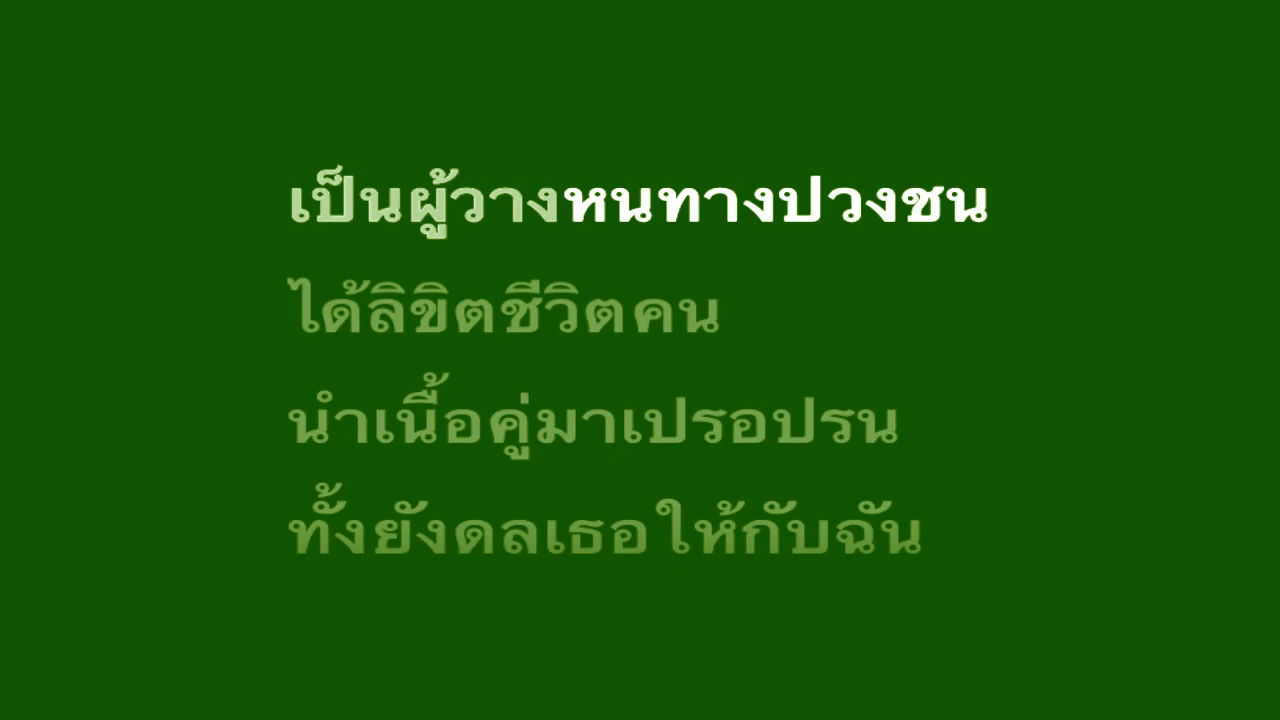 เป็นผู้วางหนทางปวงชน
ได้ลิขิตชีวิตคน
นำเนื้อคู่มาเปรอปรน
ทั้งยังดลเธอให้กับฉัน